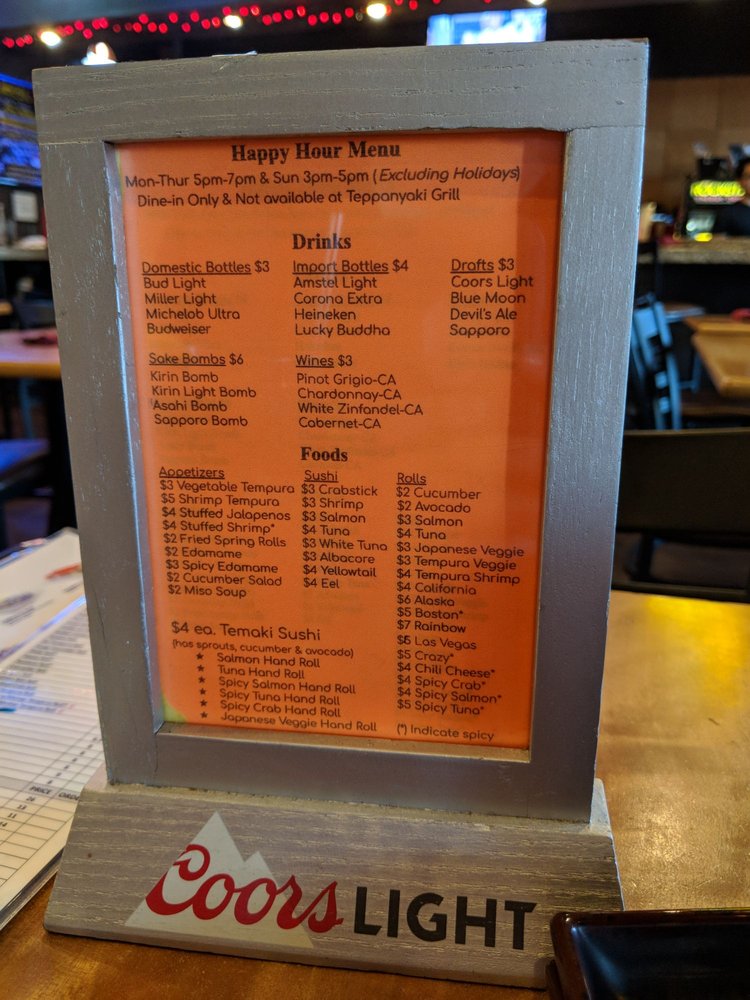 Happy Hour Menu
Mon-Thur 5pm-7pm & Sun 3pm-5pm (Excluding Holidays)
Dine-in Only & Not available at Teppanyaki Grill
Drinks
Domestic Bottles $3
Bud Light
Miller Light
Michelob Ultra
Budweiser
Import Bottles $4
Amstel Light
Corona Extra
Heineken
Lucky Buddha
Drafts $3
Coors Light
Blue Moon
Devil's Ale
Sapporo
Sake Bombs $6
Kirin Bomb
Kirin Light Bomb
Asahi Bomb
Sapporo Bomb
Wines $3
Pinot Grigio-CA
Chardonnay-CA
White Zinfandel-CA
Cabernet-CA
Foods
Appetizers
$3 Vegetable Tempura
$5 Shrimp Tempura
$4 Stuffed Jalapenos
$4 Stuffed Shrimp*
$2 Fried Spring Rolls
$2 Edamame
$3 Spicy Edamame
$2 Cucumber Salad
$2 Miso Soup
Sushi
$3 Crabstick
$3 Shrimp
$3 Salmon
$4 Tuna
$3 White Tuna
$3 Albacore
$4 Yellowtail
$4 Eel
Rolls
$2 Cucumber
$2 Avocado
$3 Salmon
$4 Tuna
$3 Japanese Veggie
$3 Tempura Veggie
$4 Tempura Shrimp
$4 California
$6 Alaska
$5 Boston*
$7 Rainbow
$6 Las Vegas
$5 Crazy*
$4 Chili Cheese*
$4 Spicy Crab*
$4 Spicy Salmon*
$5 Spicy Tuna*
(*) Indicate spicy
$4 ea. Temaki Sushi
(has sprouts, cucumber & avocado)
★ Salmon Hand Roll
★ Tuna Hand Roll
★ Spicy Salmon Hand Roll
★ Spicy Tuna Hand Roll
★ Spicy Crab Hand Roll
★ Japanese Veggie Hand Roll
Coors LIGHT
PRICE